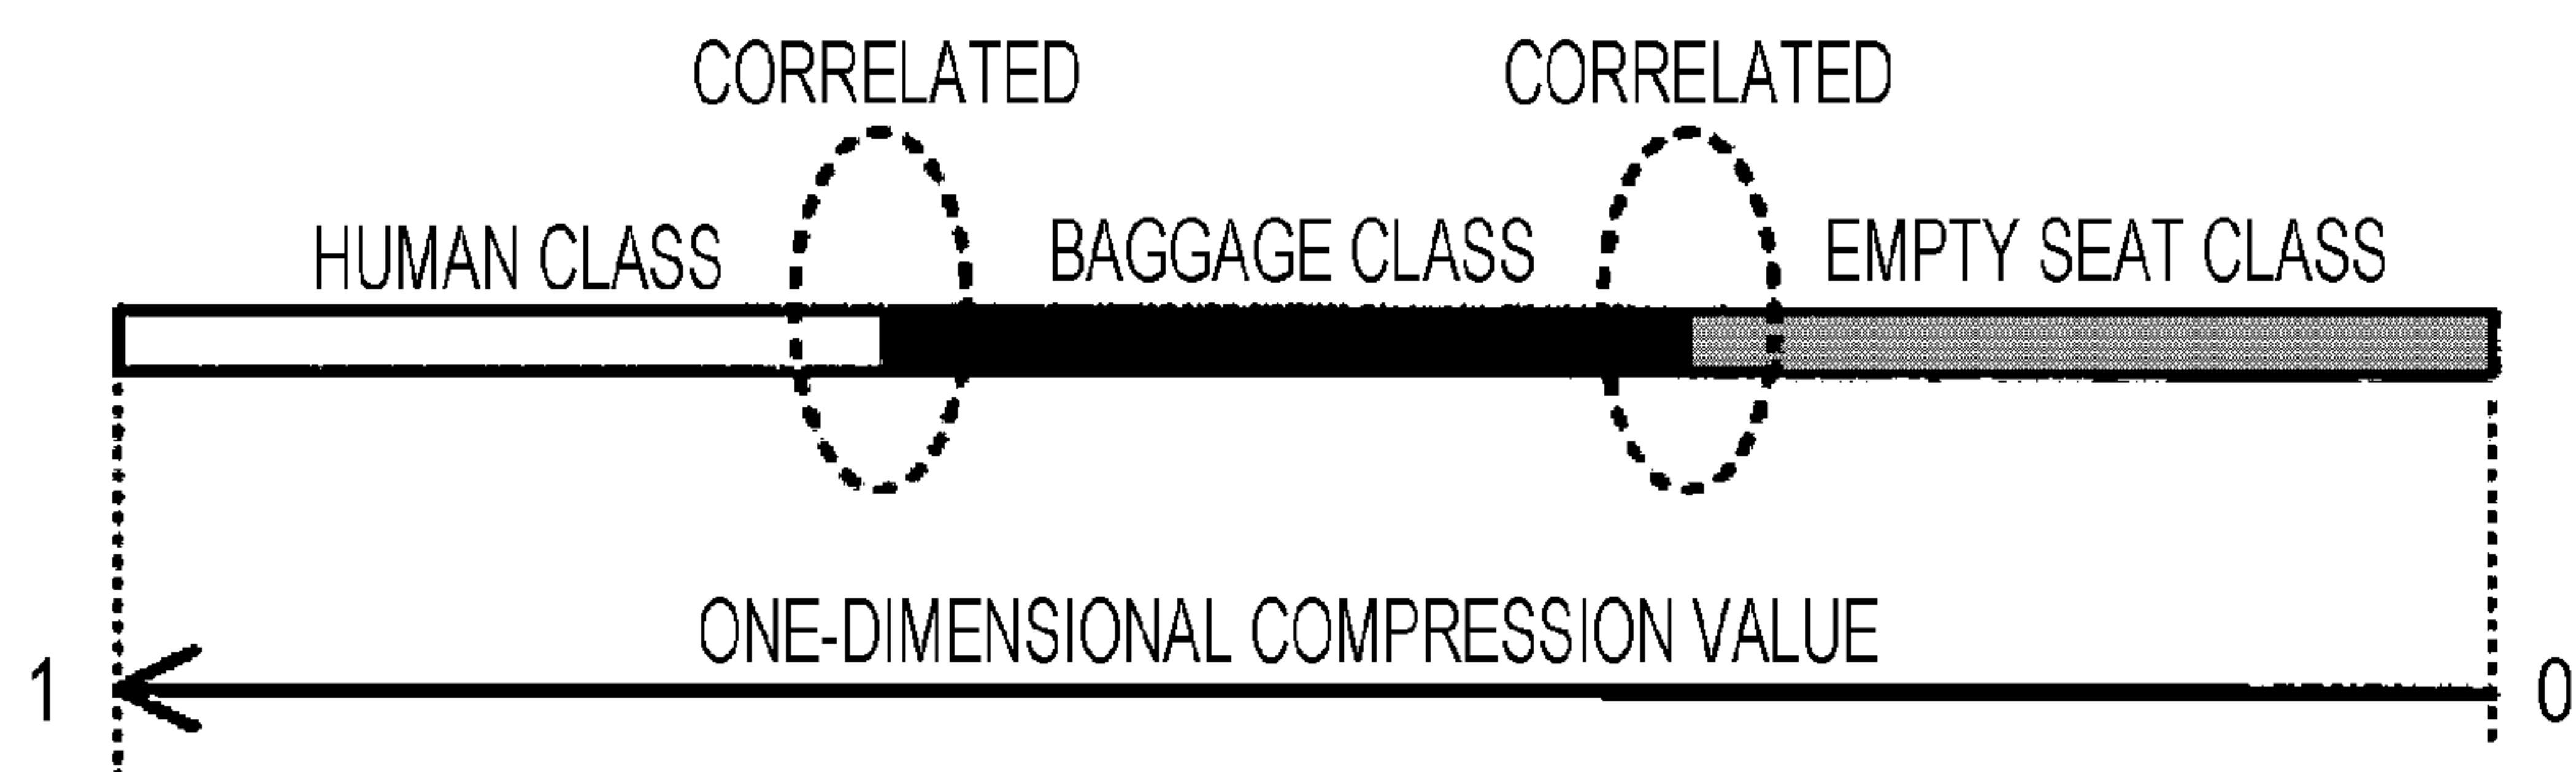 CORRELATED CORRELATED
HUMAN CLASS BAGGAGE CLASS EMPTY SEAT CLASS
ONE-DIMENSIONAL COMPRESSION VALUE
1 0